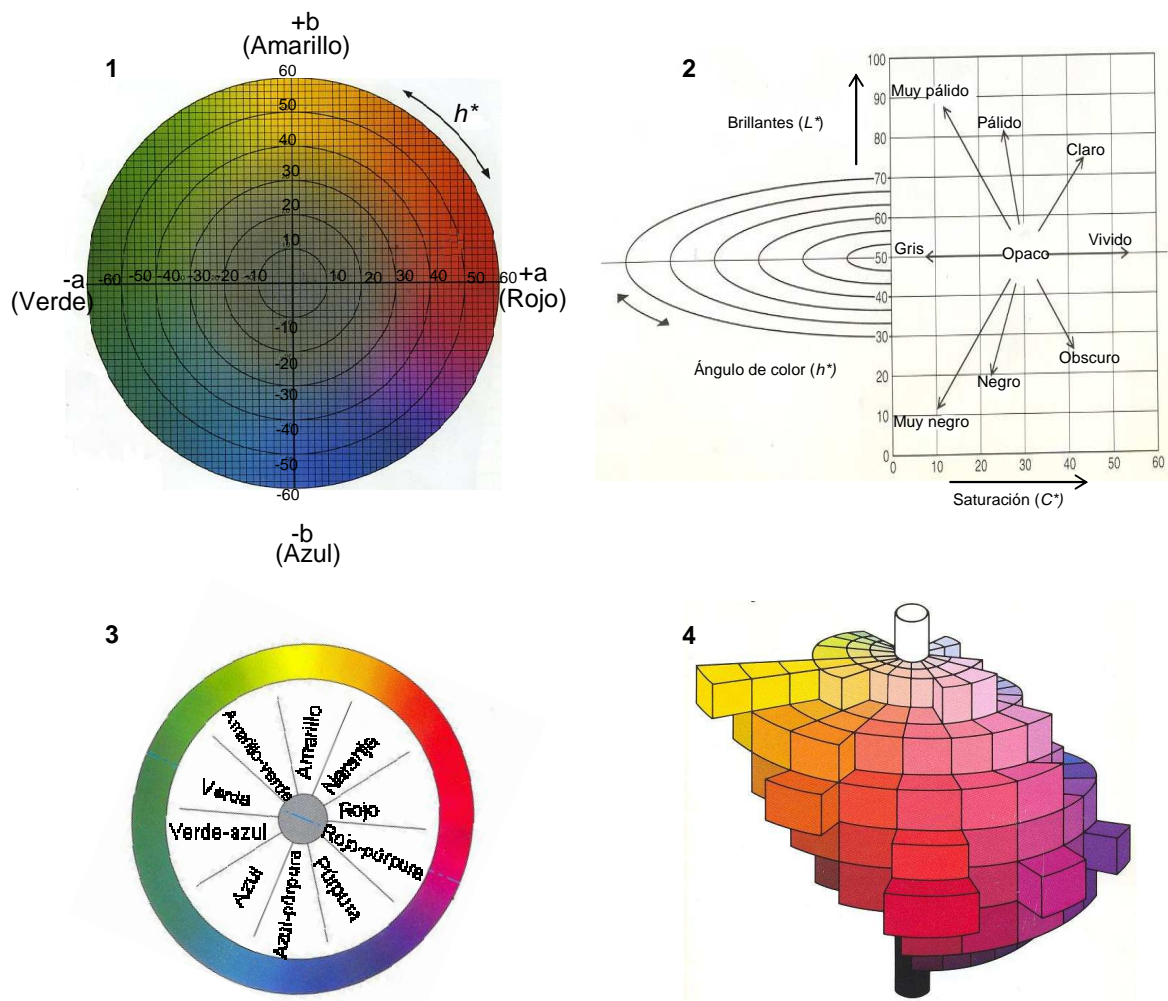 1
+b
(Amarillo)
60
50
40
30
20
10
h*
-a
(Verde)
-60 -50 -40 -30 -20 -10 10 20 30 40 50 60
+a
(Rojo)
-10
-20
-30
-40
-50
-60
-b
(Azul)
2
Brillantes (L*)
100
90
80
70
60
50
40
30
20
10
0
Muy pálido
Pálido
Claro
Gris
Opaco
Vivido
Obscuro
Negro
Muy negro
Ángulo de color (h*)
0 10 20 30 40 50 60
Saturación (C*)
3
Amarillo-verde
Amarillo
Naranja
Rojo
Rojo-púrpura
Púrpura
Azul-púrpura
Azul
Verde-azul
Verde
4